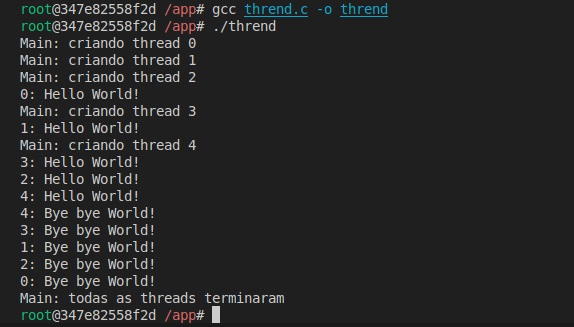 root@347e82558f2d /app# gcc thrend.c -o thrend
root@347e82558f2d /app# ./thrend
Main: criando thread 0
Main: criando thread 1
Main: criando thread 2
0: Hello World!
Main: criando thread 3
1: Hello World!
Main: criando thread 4
3: Hello World!
2: Hello World!
4: Hello World!
4: Bye bye World!
3: Bye bye World!
1: Bye bye World!
2: Bye bye World!
0: Bye bye World!
Main: todas as threads terminaram
root@347e82558f2d /app#